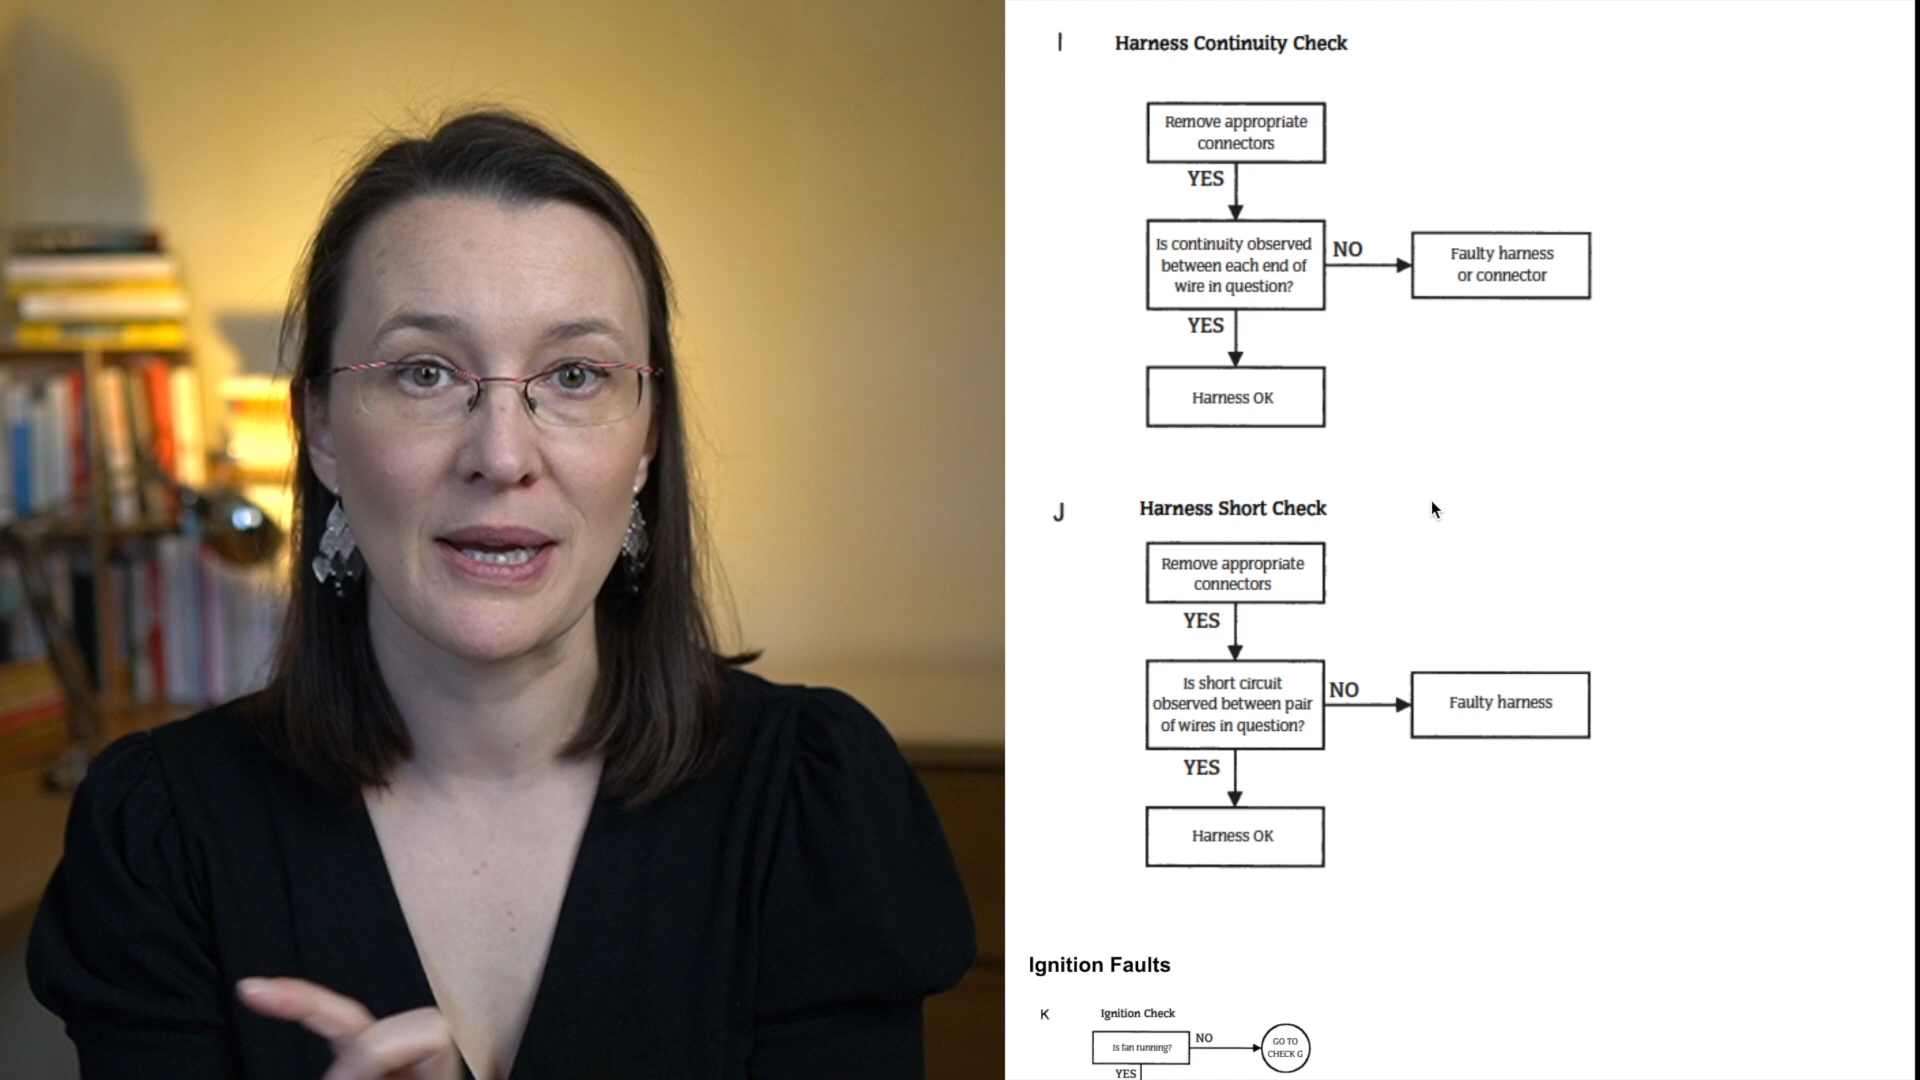 I
Harness Continuity Check
Remove appropriate
connectors
YES
Is continuity observed
between each end of
wire in question?
NO
Faulty harness
or connector
YES
Harness OK
J
Harness Short Check
Remove appropriate
connectors
YES
Is short circuit
observed between pair
of wires in question?
NO
Faulty harness
YES
Harness OK
Ignition Faults
K
Ignition Check
Is fan running?
NO
GO TO
CHECK G
YES